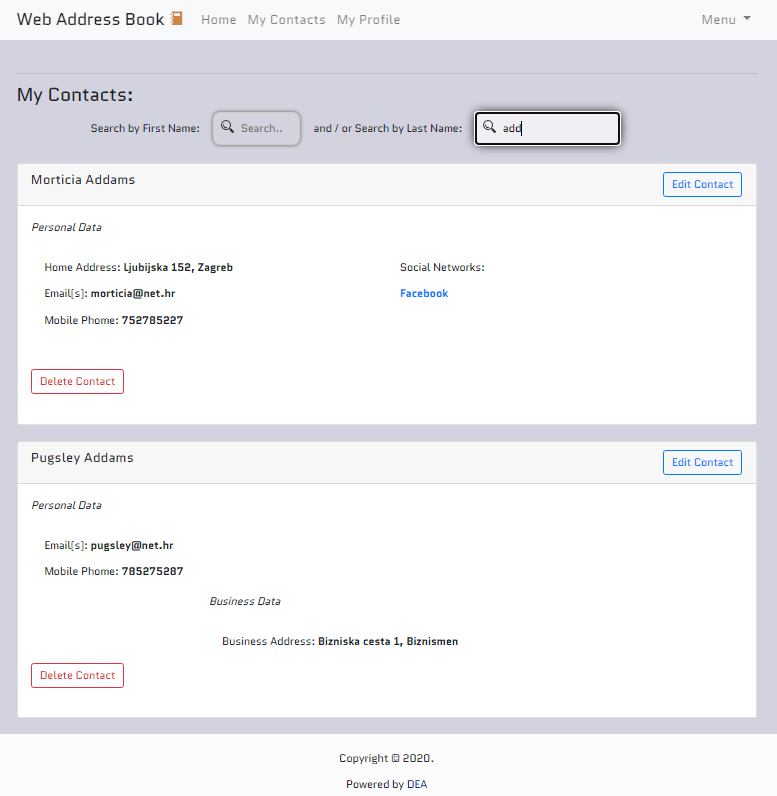 Web Address Book Home My Contacts My Profile Menu
My Contacts:
Search by First Name: Search.. and / or Search by Last Name: add
Morticia Addams Edit Contact
Personal Data
Home Address: Ljubijska 152, Zagreb Social Networks:
Email[s]: morticia@net.hr Facebook
Mobile Phone: 752785227
Delete Contact
Pugsley Addams Edit Contact
Personal Data
Email[s]: pugsley@net.hr
Mobile Phone: 785275287
Business Data
Business Address: Bizniska cesta 1, Biznismen
Delete Contact
Copyright © 2020.
Powered by DEA